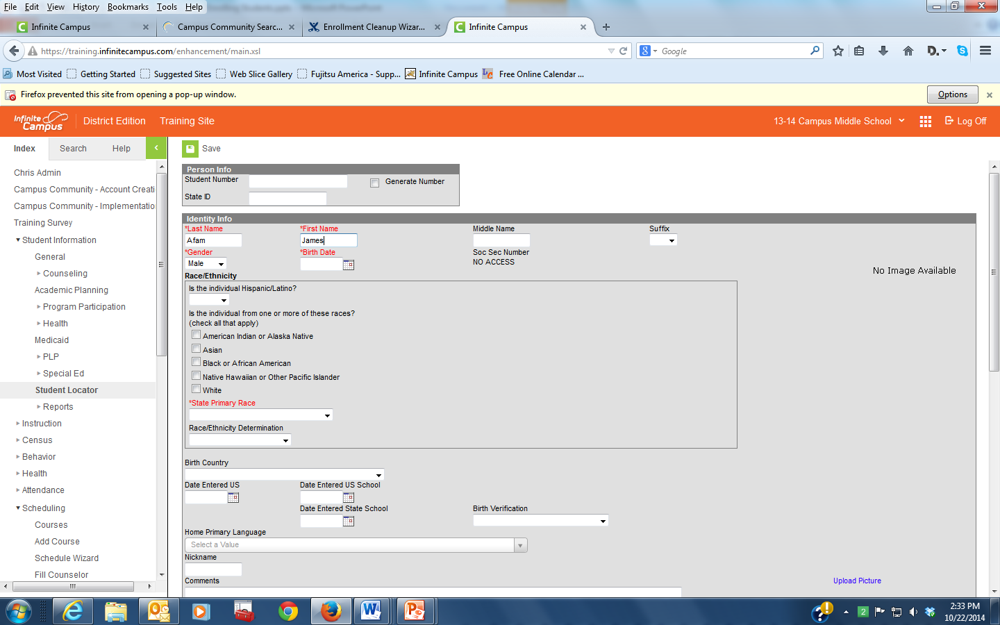 File Edit View History Bookmarks Tools Help
Infinite Campus
Campus Community Searc...
Enrollment Cleanup Wizar...
Infinite Campus
https://training.infinitecampus.com/enhancement/main.xsl
Google
Most Visited Getting Started Suggested Sites Web Slice Gallery Fujitsu America - Supp... Infinite Campus Free Online Calendar ...
Firefox prevented this site from opening a pop-up window.
Options
Infinite Campus District Edition Training Site 13-14 Campus Middle School Log Off
Index Search Help
Save
Chris Admin
Campus Community - Account Creati
Campus Community - Implementatio
Training Survey
Student Information
General
Counseling
Academic Planning
Program Participation
Health
Medicaid
PLP
Special Ed
Student Locator
Reports
Instruction
Census
Behavior
Health
Attendance
Scheduling
Courses
Add Course
Schedule Wizard
Fill Counselor
Person Info
Student Number Generate Number
State ID
Identity Info
*Last Name *First Name Middle Name Suffix
Afam James
*Gender *Birth Date Soc Sec Number
Male NO ACCESS
No Image Available
Race/Ethnicity
Is the individual Hispanic/Latino?
Is the individual from one or more of these races?
(check all that apply)
American Indian or Alaska Native
Asian
Black or African American
Native Hawaiian or Other Pacific Islander
White
*State Primary Race
Race/Ethnicity Determination
Birth Country
Date Entered US Date Entered US School
Date Entered State School Birth Verification
Home Primary Language
Select a Value
Nickname
Comments Upload Picture
2:33 PM
10/22/2014